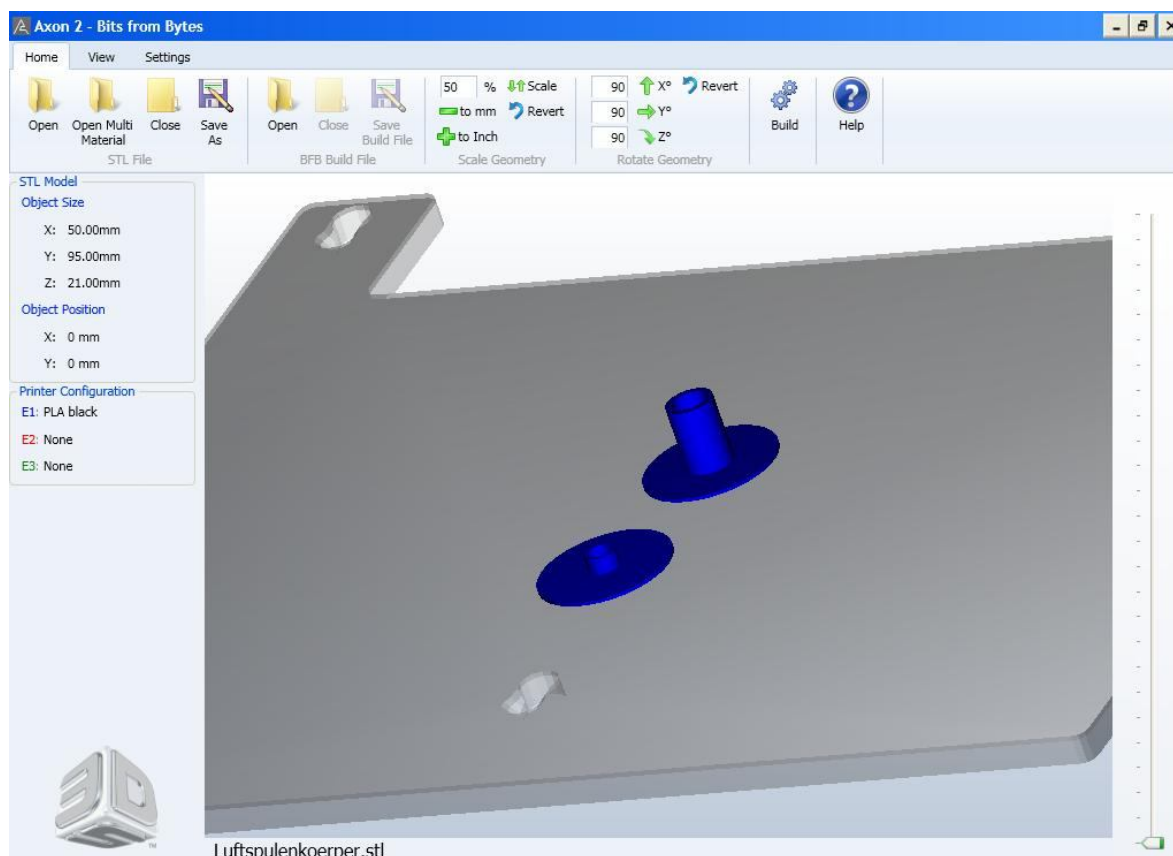 Axon 2 - Bits from Bytes
Home View Settings
50 % Scale 90 X° Revert
to mm Revert 90 Y°
Open Open Multi Material Close Save As Open Close Save Build File to Inch 90 Z° Build Help
STL File BFB Build File Scale Geometry Rotate Geometry
STL Model
Object Size
X: 50.00mm
Y: 95.00mm
Z: 21.00mm
Object Position
X: 0 mm
Y: 0 mm
Printer Configuration
E1: PLA black
E2: None
E3: None
3DS
TM
Luftspulenkoerper.stl